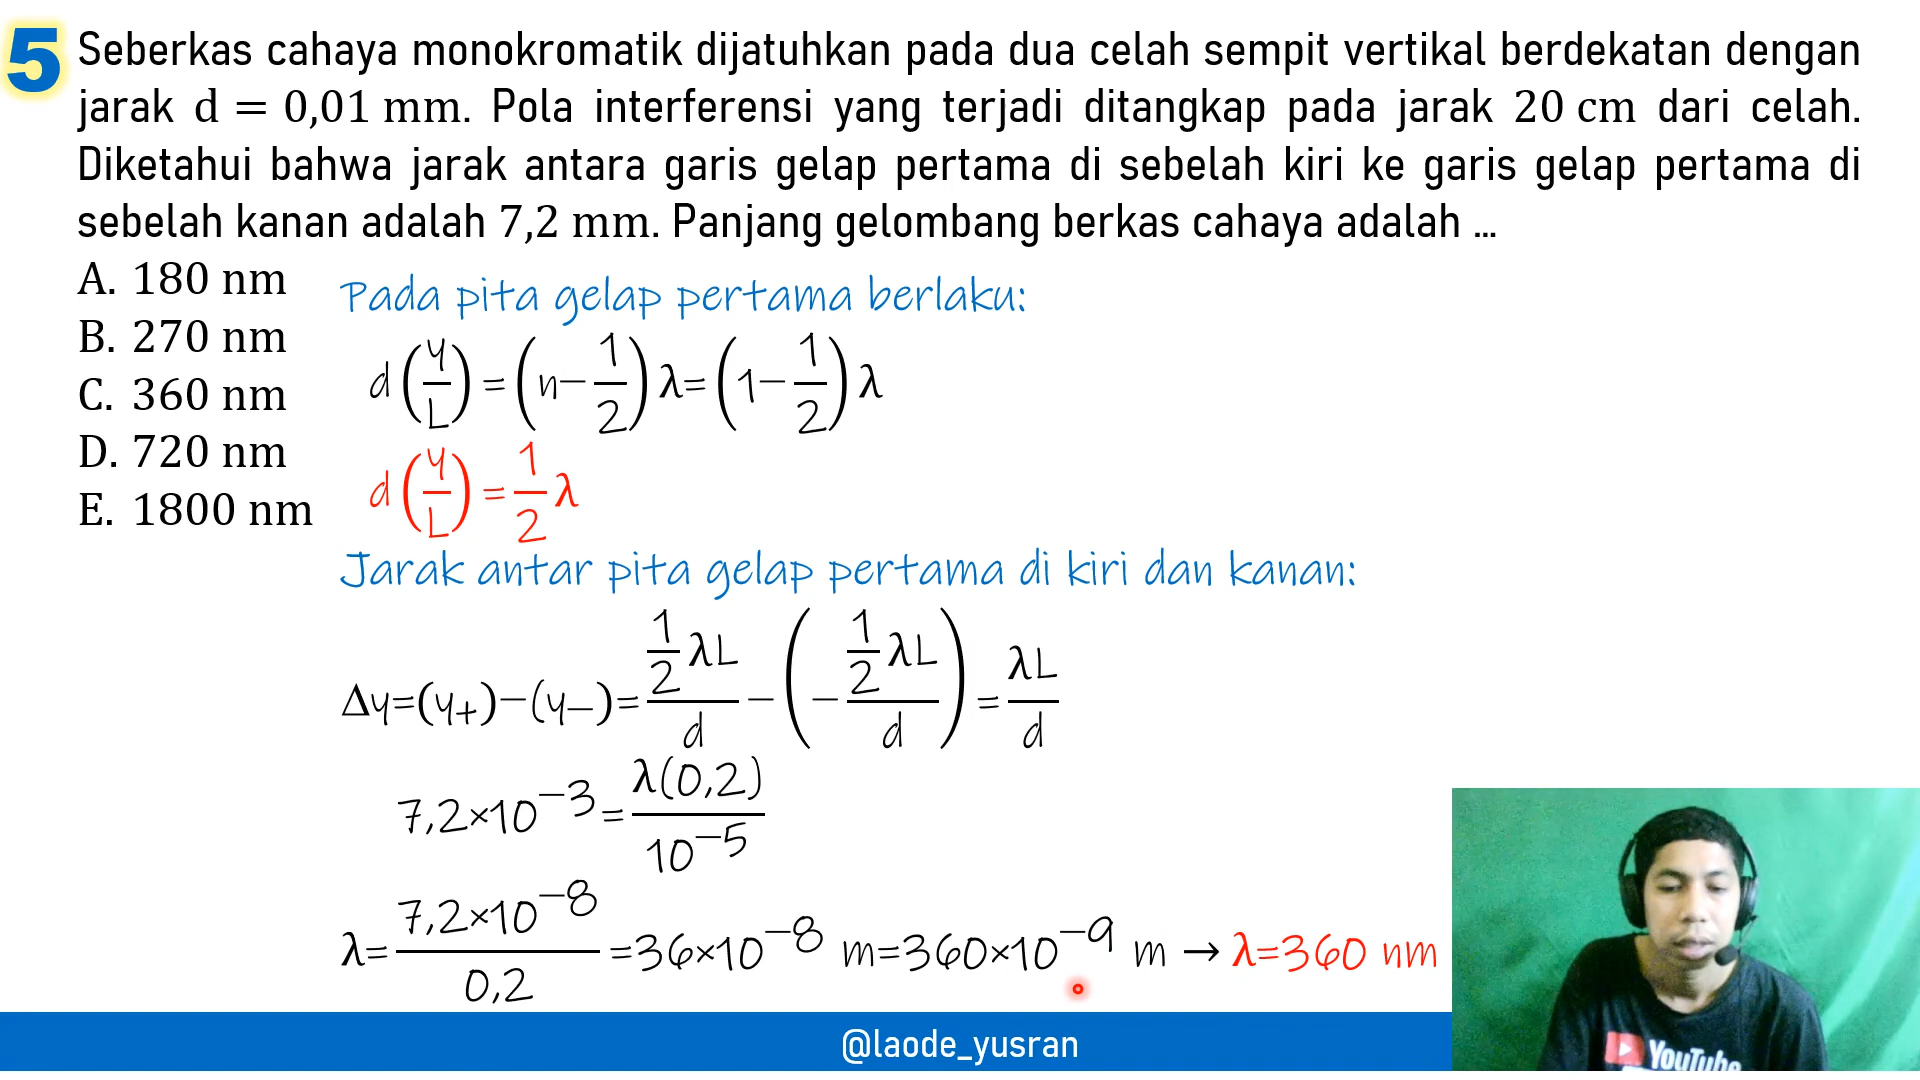 5 Seberkas cahaya monokromatik dijatuhkan pada dua celah sempit vertikal berdekatan dengan
jarak d = 0,01 mm. Pola interferensi yang terjadi ditangkap pada jarak 20 cm dari celah.
Diketahui bahwa jarak antara garis gelap pertama di sebelah kiri ke garis gelap pertama di
sebelah kanan adalah 7,2 mm. Panjang gelombang berkas cahaya adalah ...
A. 180 nm
B. 270 nm
C. 360 nm
D. 720 nm
E. 1800 nm
Pada pita gelap pertama berlaku:
d(y/L) = (n − 1/2) λ = (1 − 1/2) λ
d(y/L) = 1/2 λ
Jarak antar pita gelap pertama di kiri dan kanan:
Δy=(y₊)−(y₋)= (1/2 λL)/d − (− (1/2 λL)/d) = λL/d
7,2×10⁻³ = λ(0,2)/10⁻⁵
λ= 7,2×10⁻⁸/0,2 =36×10⁻⁸ m=360×10⁻⁹ m → λ=360 nm
@laode_yusran
YouTube